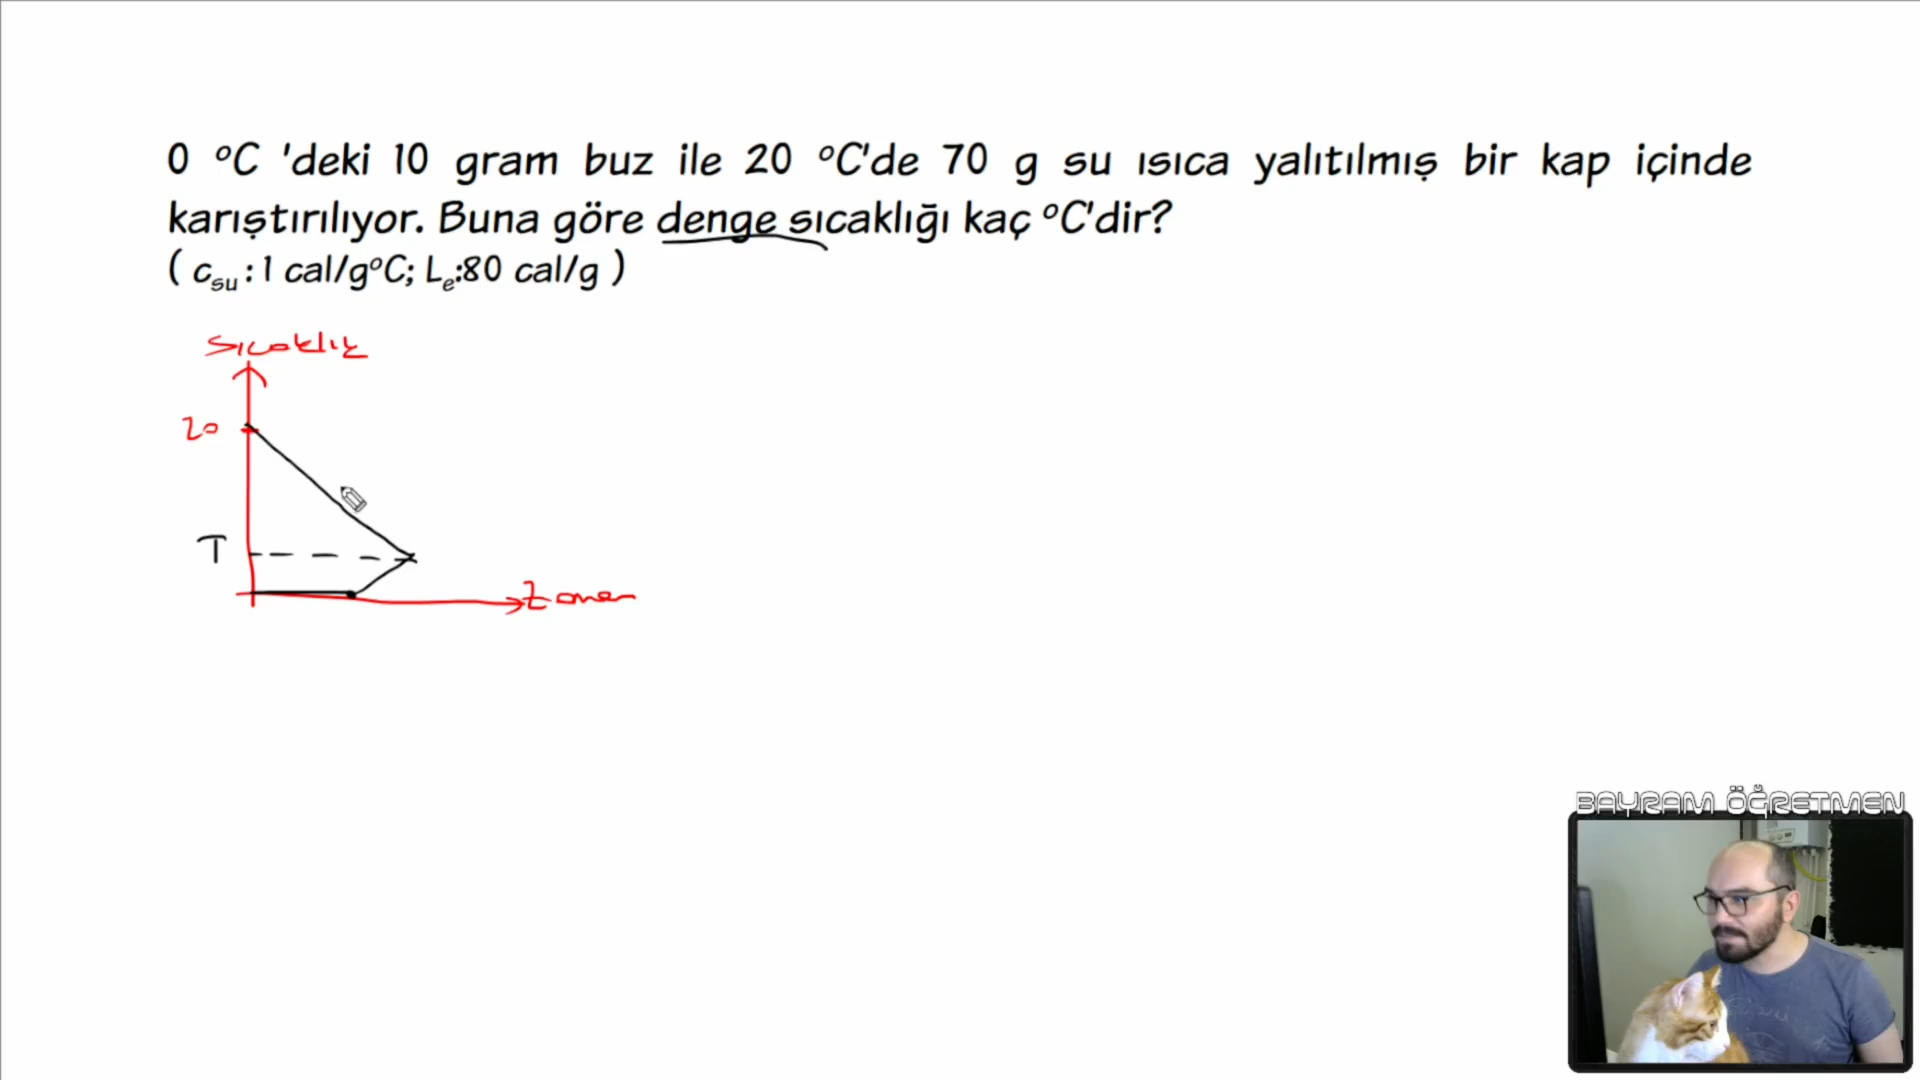 0 °C 'deki 10 gram buz ile 20 °C'de 70 g su ısıca yalıtılmış bir kap içinde
karıştırılıyor. Buna göre denge sıcaklığı kaç °C'dir?
( csu : 1 cal/g°C; Le:80 cal/g )
Sıcaklık
20
T
Zaman
BAYRAM ÖĞRETMEN